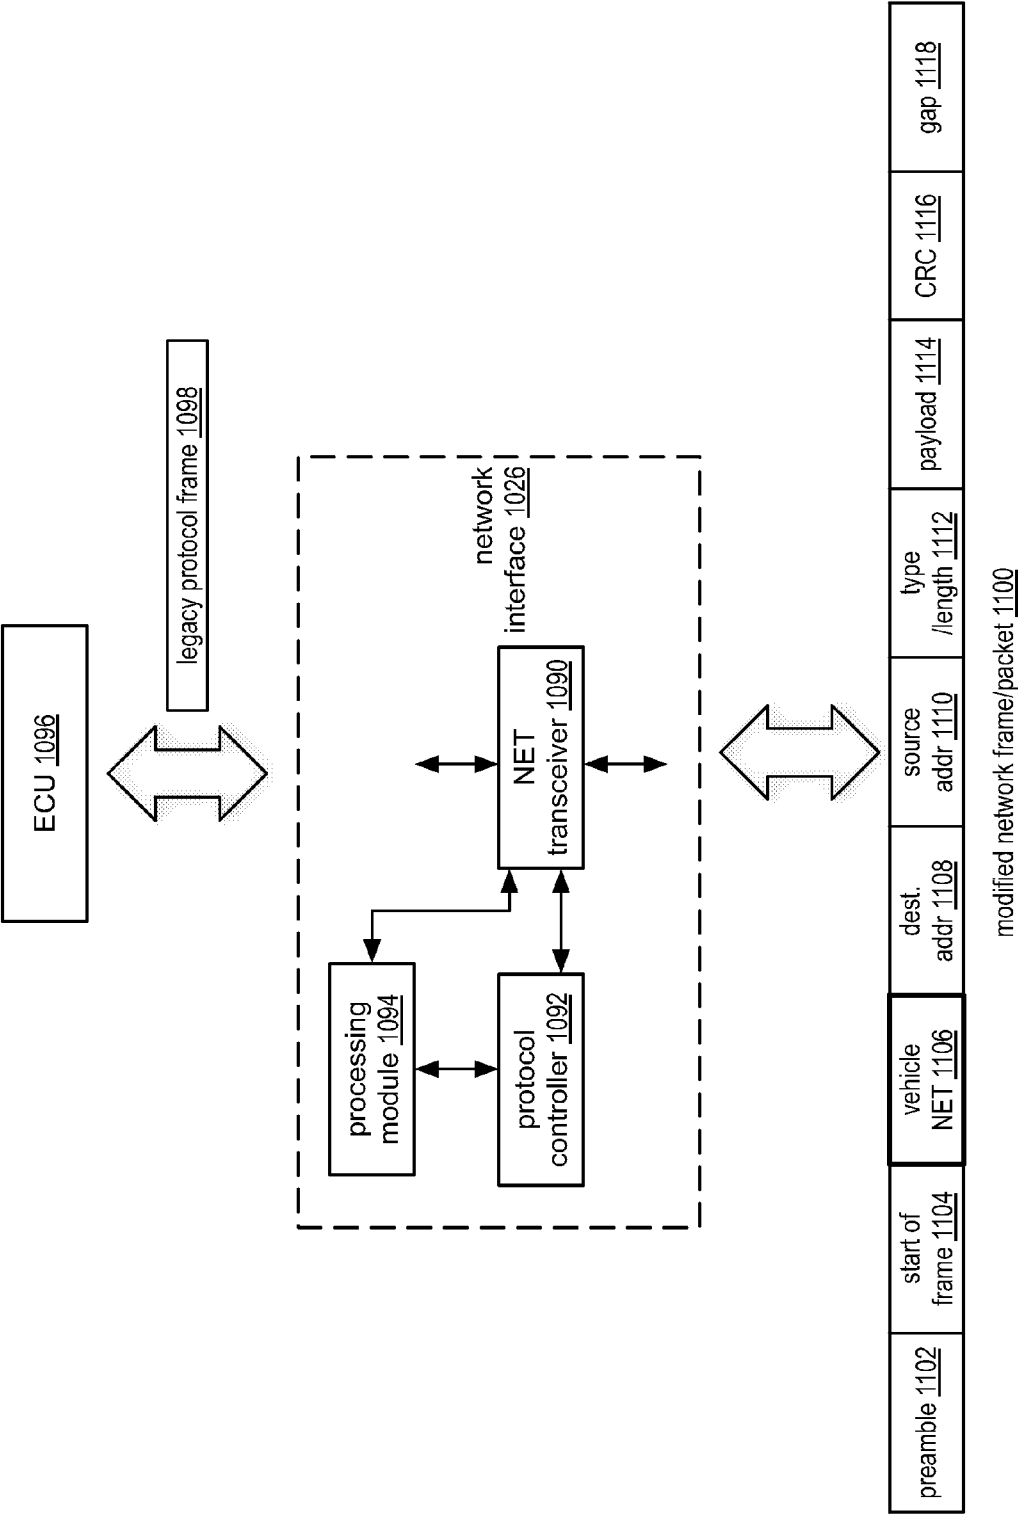 ECU 1096
legacy protocol frame 1098
network
interface 1026
processing
module 1094
protocol
controller 1092
NET
transceiver 1090
preamble 1102
start of
frame 1104
vehicle
NET 1106
dest.
addr 1108
source
addr 1110
type
/length 1112
payload 1114
CRC 1116
gap 1118
modified network frame/packet 1100